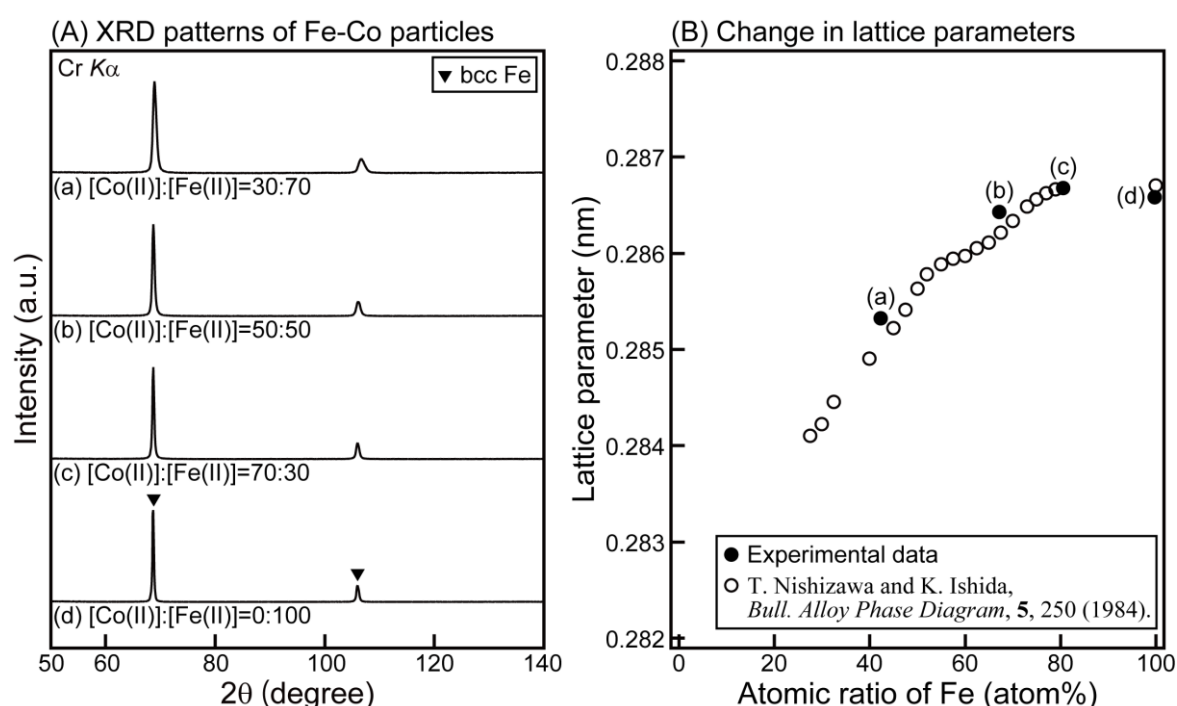 (A) XRD patterns of Fe-Co particles
Cr Kα
▼ bcc Fe
(a) [Co(II)]:[Fe(II)]=30:70
(b) [Co(II)]:[Fe(II)]=50:50
(c) [Co(II)]:[Fe(II)]=70:30
(d) [Co(II)]:[Fe(II)]=0:100
Intensity (a.u.)
50 60 80 100 120 140
2θ (degree)
(B) Change in lattice parameters
0.288
0.287
0.286
0.285
0.284
0.283
0.282
Lattice parameter (nm)
(a)
(b)
(c)
(d)
● Experimental data
○ T. Nishizawa and K. Ishida,
Bull. Alloy Phase Diagram, 5, 250 (1984).
0 20 40 60 80 100
Atomic ratio of Fe (atom%)